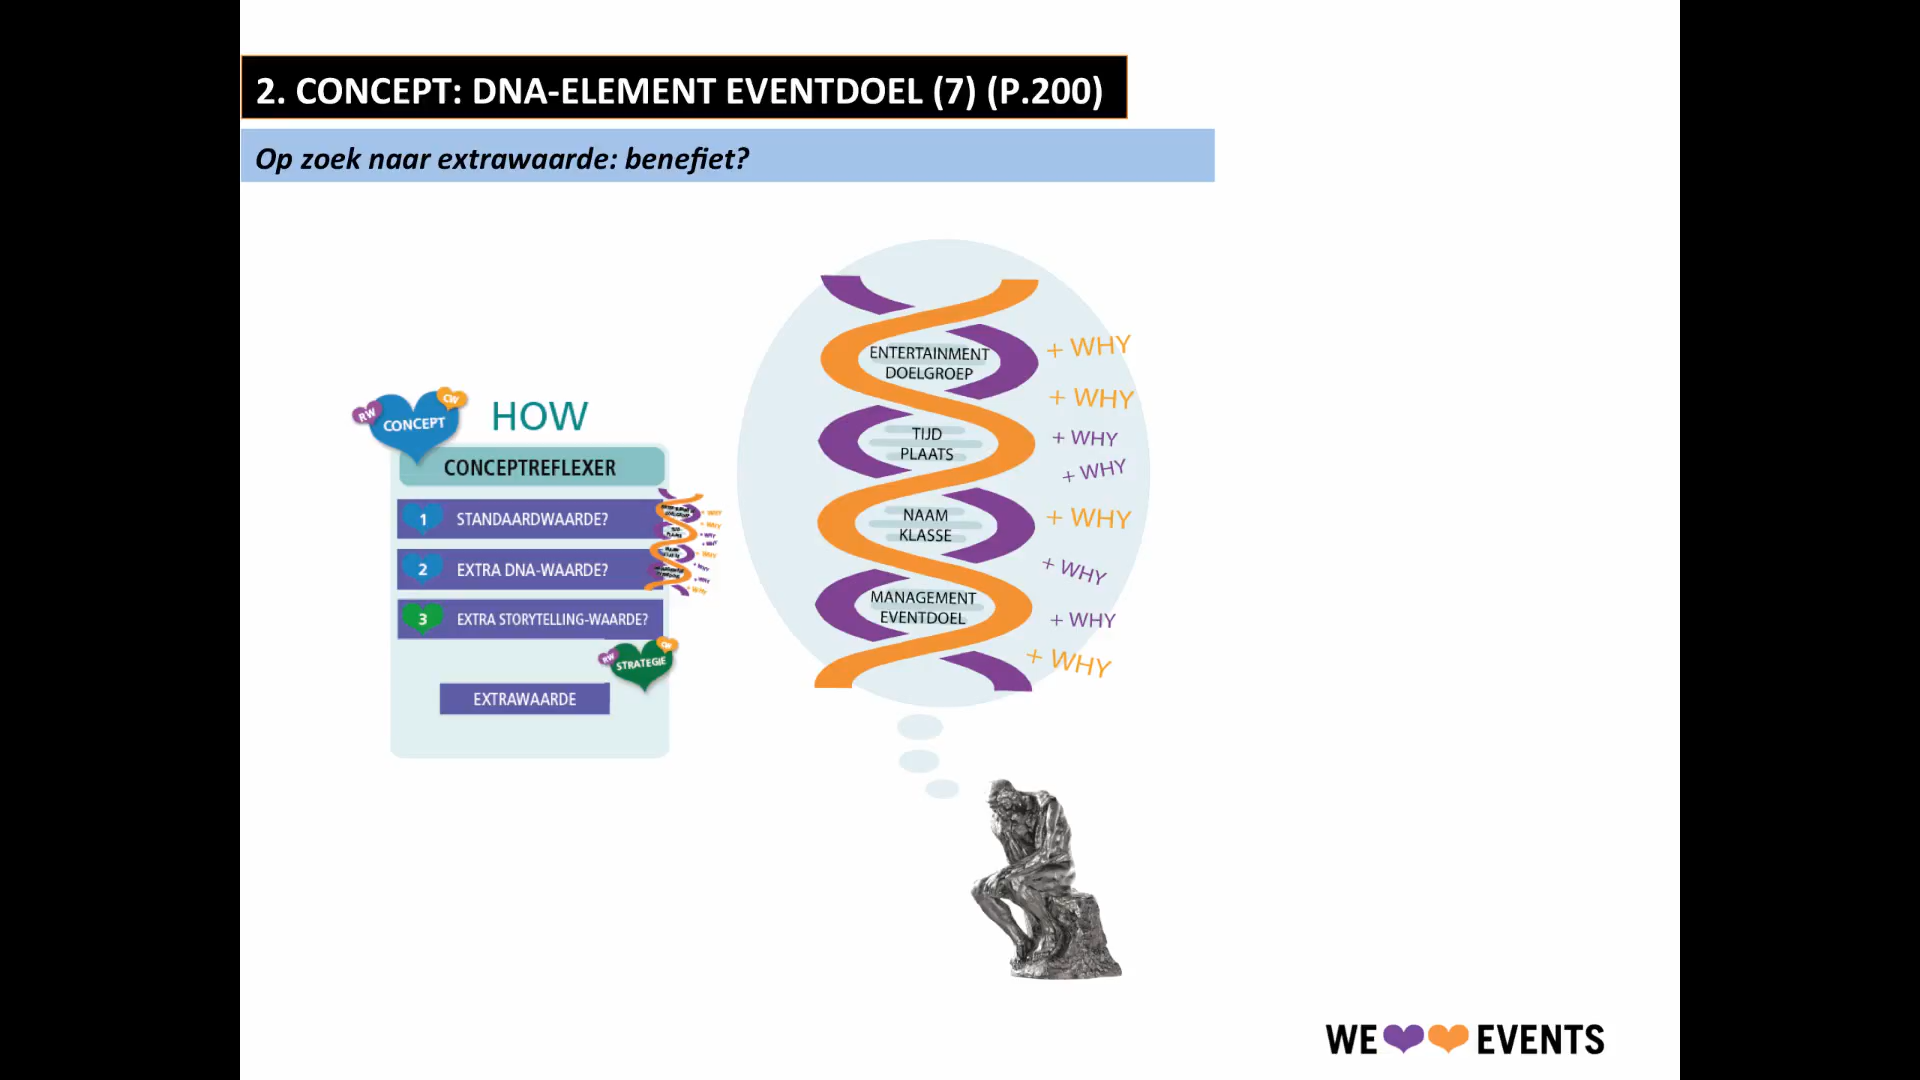 2. CONCEPT: DNA-ELEMENT EVENTDOEL (7) (P.200)
Op zoek naar extrawaarde: benefiet?
RW
CW
CONCEPT
HOW
CONCEPTREFLEXER
1 STANDAARDWAARDE?
2 EXTRA DNA-WAARDE?
3 EXTRA STORYTELLING-WAARDE?
RW
STRATEGIE
EXTRAWAARDE
ENTERTAINMENT
DOELGROEP
TIJD
PLAATS
NAAM
KLASSE
MANAGEMENT
EVENTDOEL
+ WHY
+ WHY
+ WHY
+ WHY
+ WHY
+ WHY
+ WHY
+ WHY
WE EVENTS